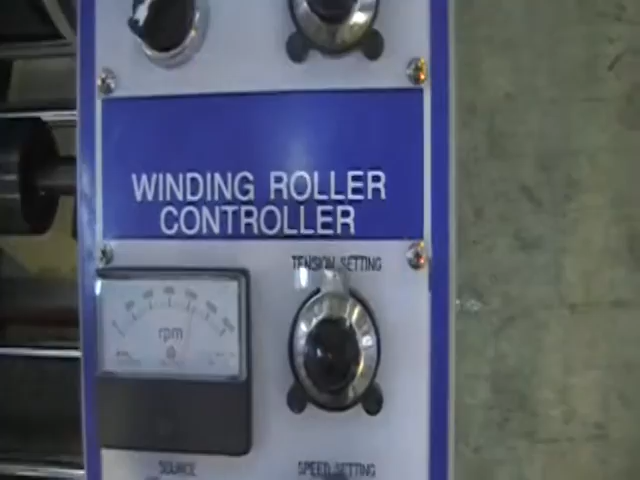 WINDING ROLLER
CONTROLLER
TENSION SETTING
rpm
SOURCE
SPEED SETTING